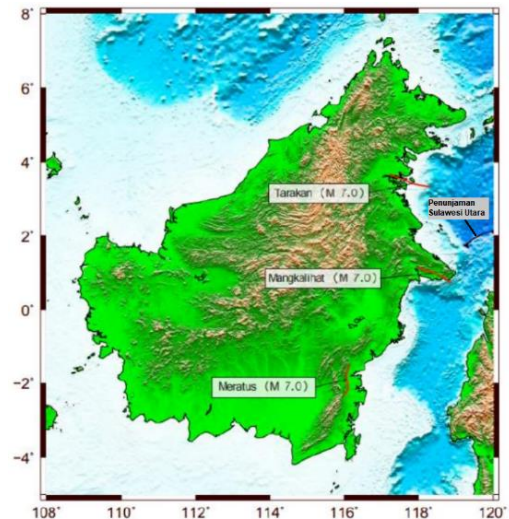 8°
6°
4°
2°
0°
−2°
−4°
Tarakan (M 7.0)
Penunjaman
Sulawesi Utara
Mangkalihat (M 7.0)
Meratus (M 7.0)
108°
110°
112°
114°
116°
118°
120°